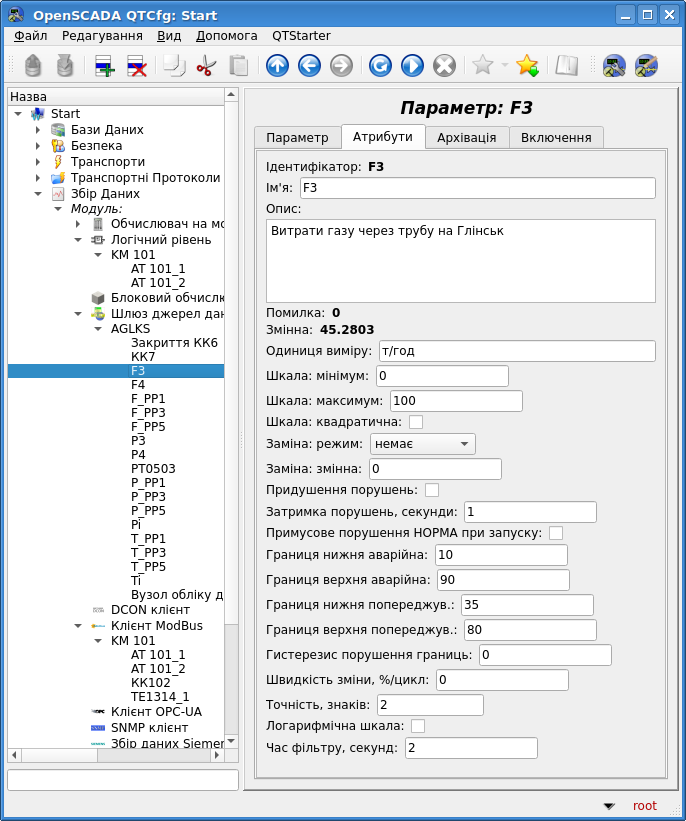 OpenSCADA QTCfg: Start
Файл Редагування Вид Допомога QTStarter
Назва
Start
Бази Даних
Безпека
Транспорти
Транспортні Протоколи
Збір Даних
Модуль:
Обчислювач на мо
Логічний рівень
КМ 101
AT 101_1
AT 101_2
Блоковий обчислю
Шлюз джерел дан
AGLKS
Закриття КК6
КК7
F3
F4
F_PP1
F_PP3
F_PP5
P3
P4
PT0503
P_PP1
P_PP3
P_PP5
Pi
T_PP1
T_PP3
T_PP5
Ti
Вузол обліку д
DCON клієнт
Клієнт ModBus
КМ 101
AT 101_1
AT 101_2
КК102
TE1314_1
Клієнт OPC-UA
SNMP клієнт
Збір даних Siemen
Параметр: F3
Параметр Атрибути Архівація Включення
Ідентифікатор: F3
Ім'я: F3
Опис:
Витрати газу через трубу на Глінськ
Помилка: 0
Змінна: 45.2803
Одиниця виміру: т/год
Шкала: мінімум: 0
Шкала: максимум: 100
Шкала: квадратична:
Заміна: режим: немає
Заміна: змінна: 0
Придушення порушень:
Затримка порушень, секунди: 1
Примусове порушення НОРМА при запуску:
Границя нижня аварійна: 10
Границя верхня аварійна: 90
Границя нижня попереджув.: 35
Границя верхня попереджув.: 80
Гистерезис порушення границь: 0
Швидкість зміни, %/цикл: 0
Точність, знаків: 2
Логарифмічна шкала:
Час фільтру, секунд: 2
root